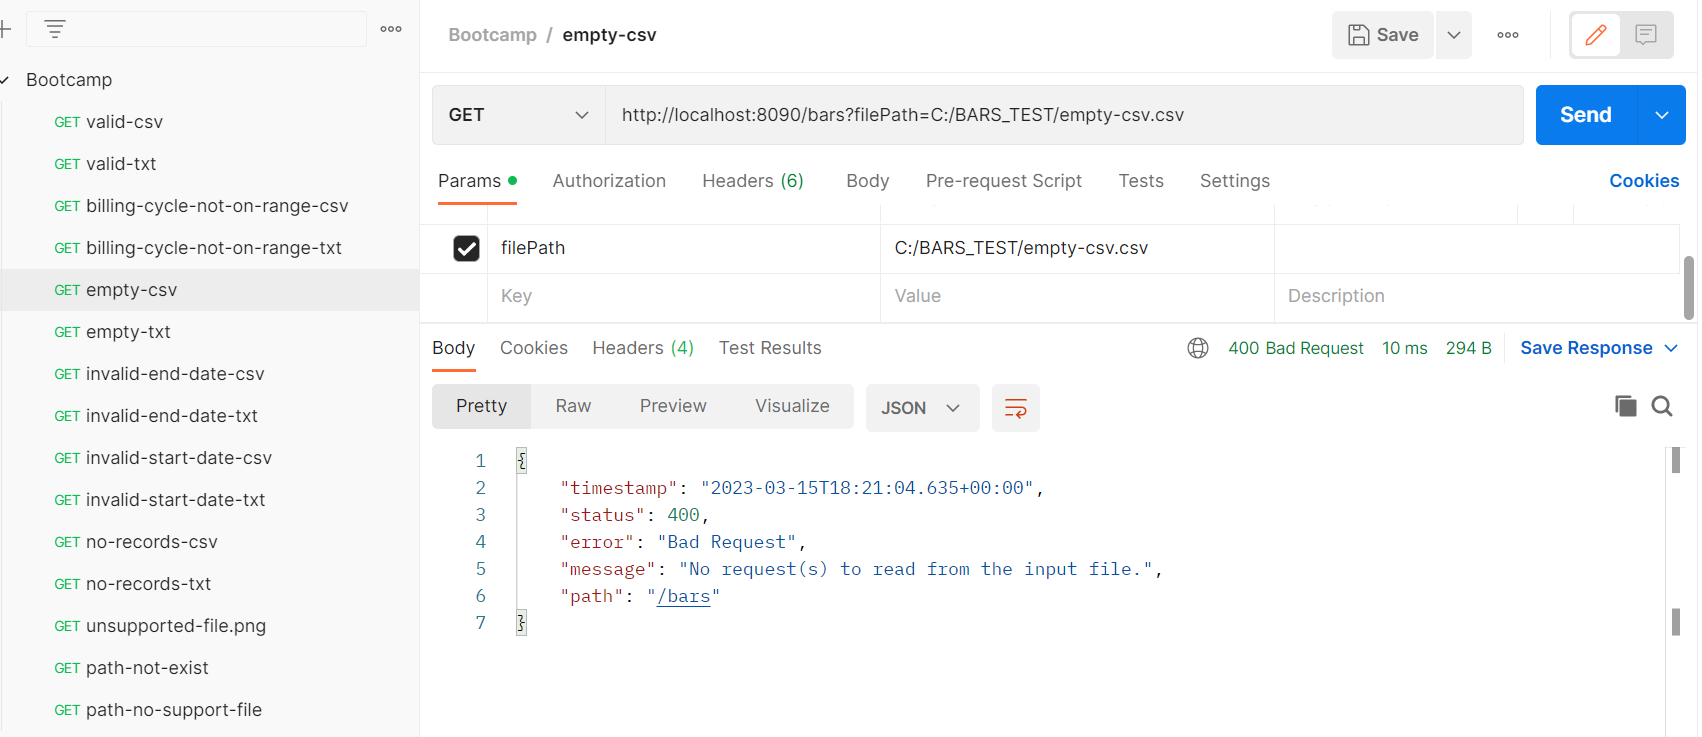 Bootcamp
GET valid-csv
GET valid-txt
GET billing-cycle-not-on-range-csv
GET billing-cycle-not-on-range-txt
GET empty-csv
GET empty-txt
GET invalid-end-date-csv
GET invalid-end-date-txt
GET invalid-start-date-csv
GET invalid-start-date-txt
GET no-records-csv
GET no-records-txt
GET unsupported-file.png
GET path-not-exist
GET path-no-support-file
Bootcamp / empty-csv
Save
GET http://localhost:8090/bars?filePath=C:/BARS_TEST/empty-csv.csv Send
Params Authorization Headers (6) Body Pre-request Script Tests Settings Cookies
filePath C:/BARS_TEST/empty-csv.csv
Key Value Description
Body Cookies Headers (4) Test Results 400 Bad Request 10 ms 294 B Save Response
Pretty Raw Preview Visualize JSON
1 {
2 "timestamp": "2023-03-15T18:21:04.635+00:00",
3 "status": 400,
4 "error": "Bad Request",
5 "message": "No request(s) to read from the input file.",
6 "path": "/bars"
7 }